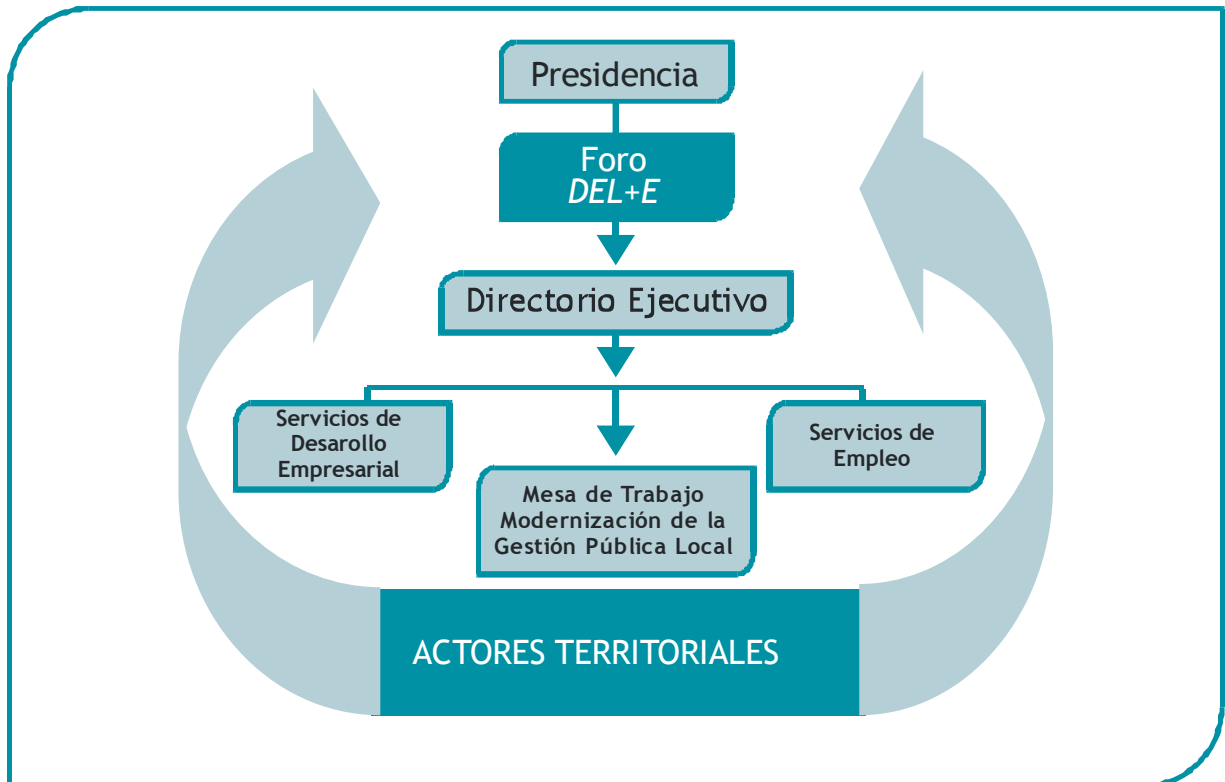 Presidencia
Foro
DEL+E
Directorio Ejecutivo
Servicios de
Desarollo
Empresarial
Servicios de
Empleo
Mesa de Trabajo
Modernización de la
Gestión Pública Local
ACTORES TERRITORIALES